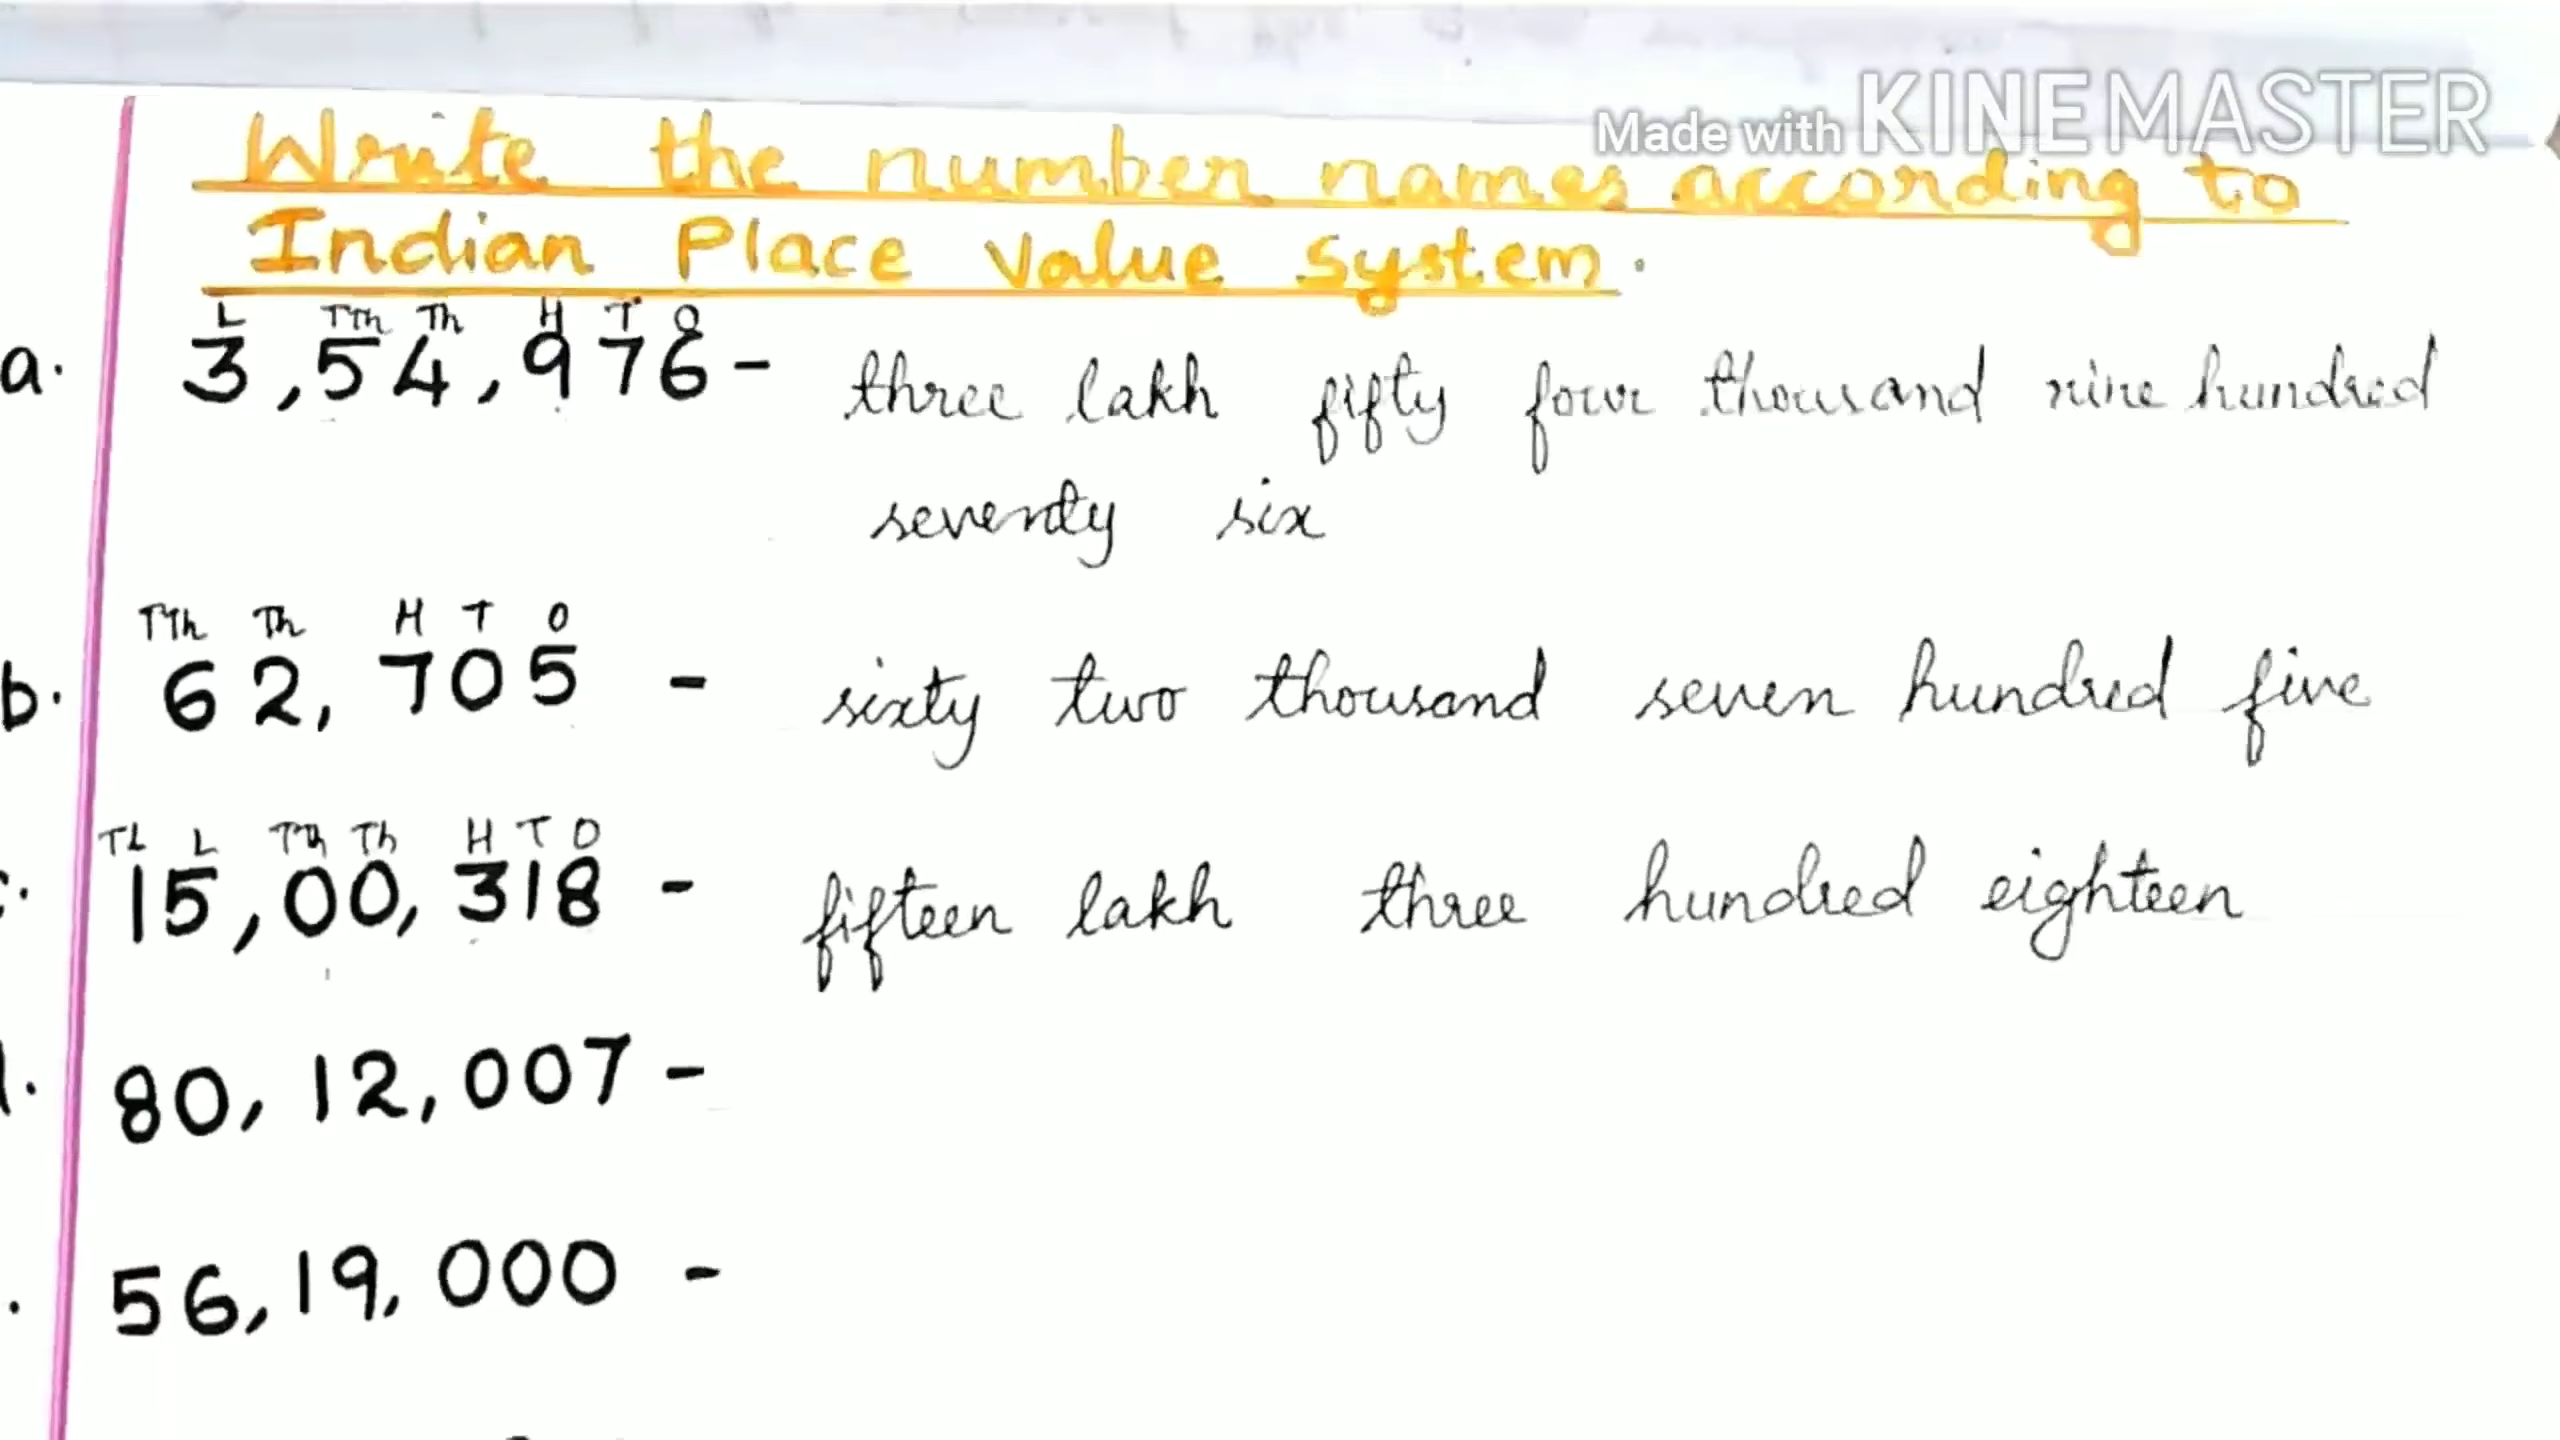 Made with KINEMASTER
Write the number names according to
Indian Place Value system.
L TTh Th H T O
a. 3,54,976 - three lakh fifty four thousand nine hundred
seventy six
TTh Th H T O
b. 62,705 - sixty two thousand seven hundred five
TL L TTh Th H T O
15,00,318 - fifteen lakh three hundred eighteen
80,12,007 -
56,19,000 -